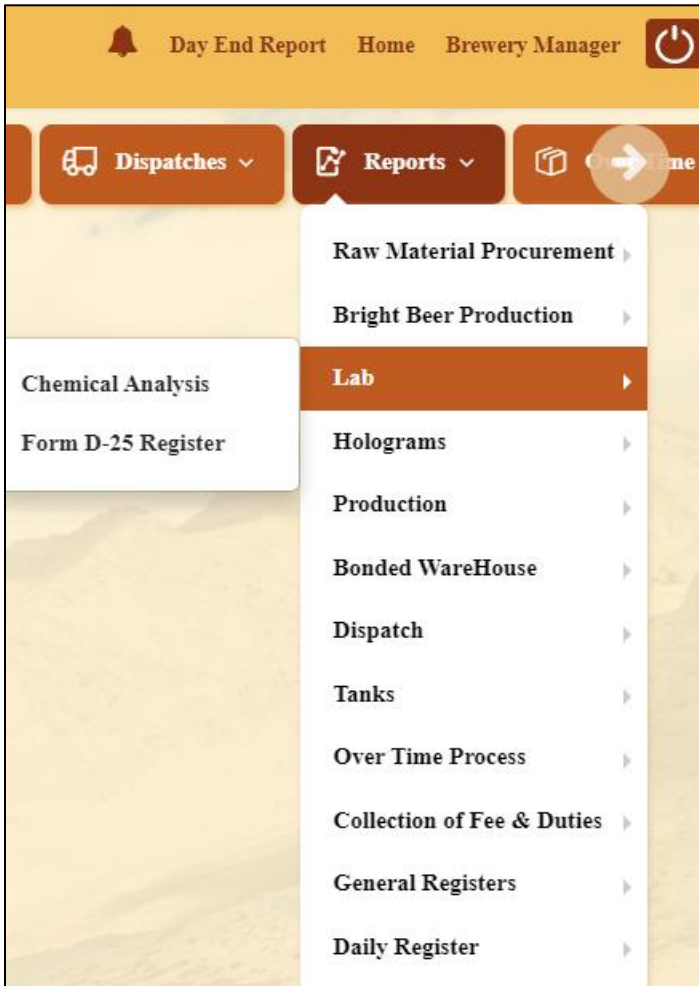 Day End Report Home Brewery Manager
Dispatches Reports
Raw Material Procurement
Bright Beer Production
Lab
Chemical Analysis
Form D-25 Register
Holograms
Production
Bonded WareHouse
Dispatch
Tanks
Over Time Process
Collection of Fee & Duties
General Registers
Daily Register